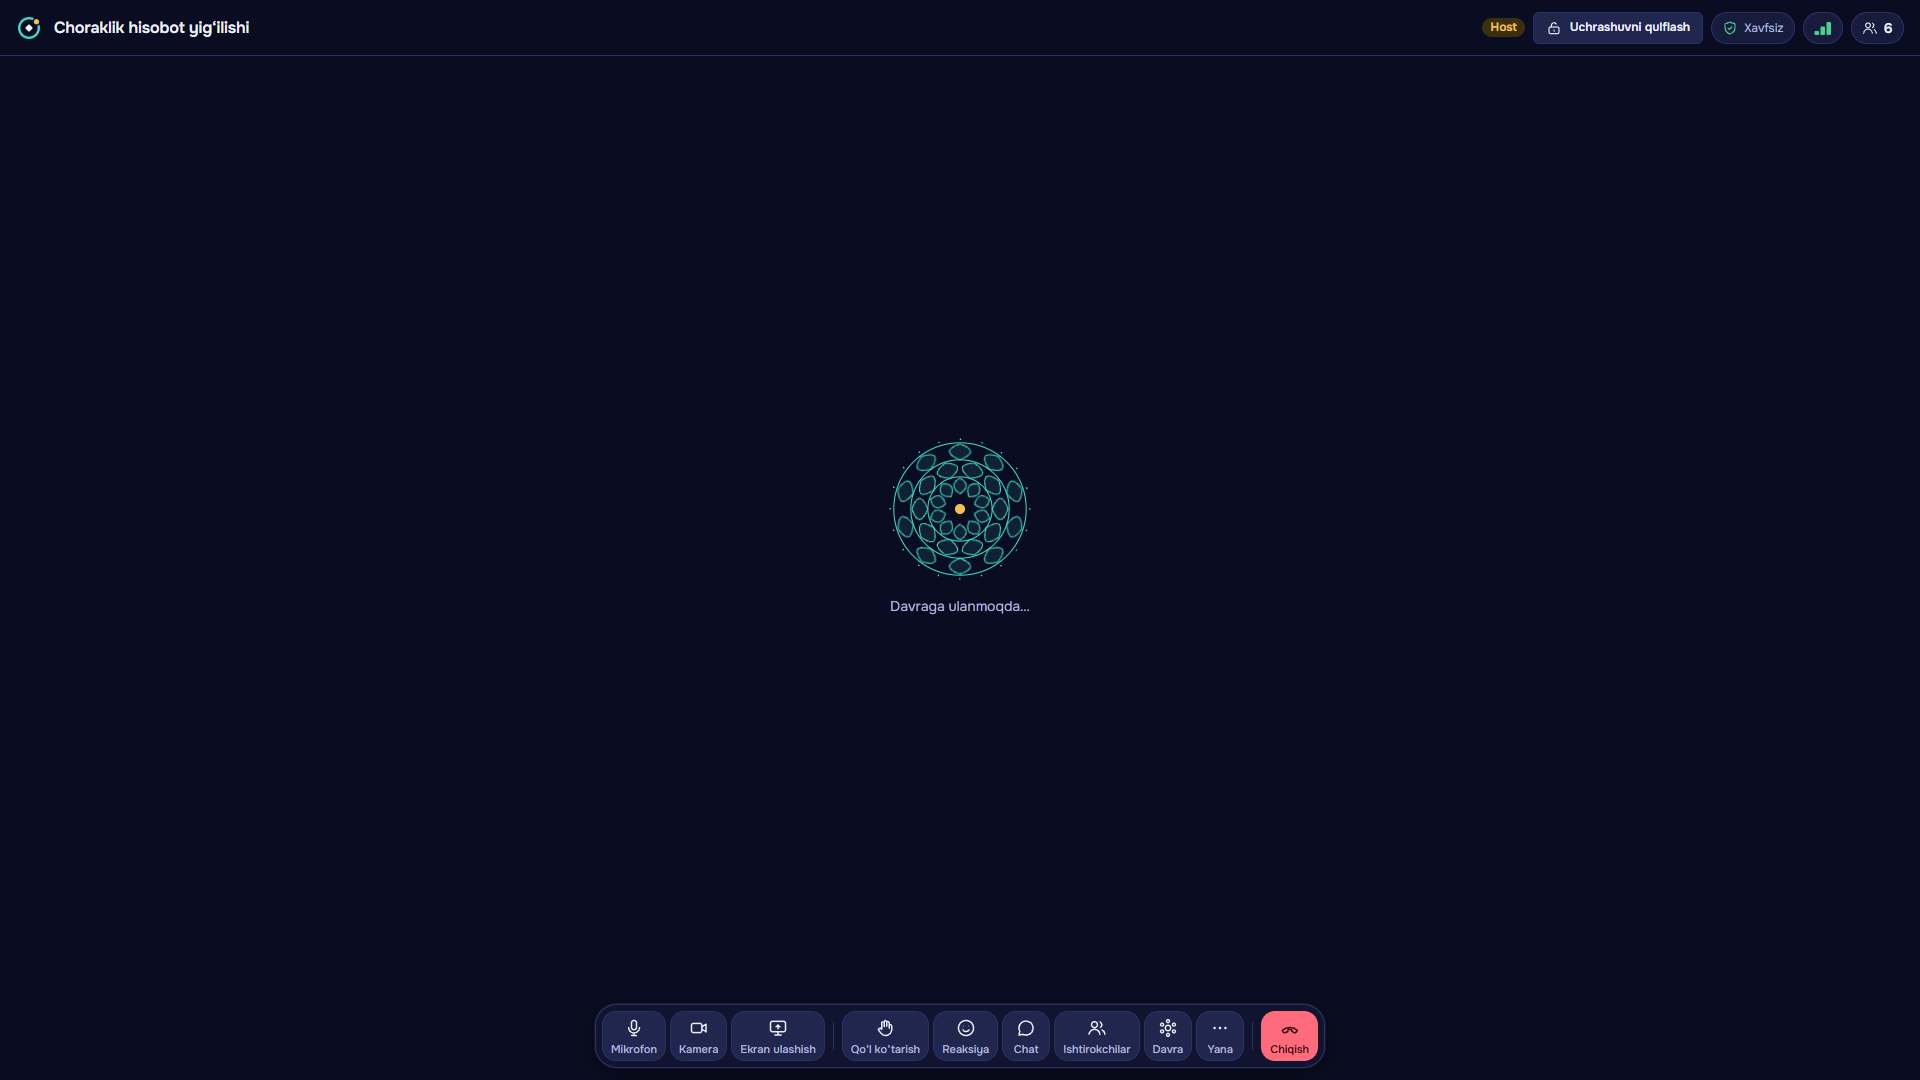 Choraklik hisobot yig‘ilishi
Host
Uchrashuvni qulflash
Xavfsiz
6
Davraga ulanmoqda...
Mikrofon
Kamera
Ekran ulashish
Qo‘l ko‘tarish
Reaksiya
Chat
Ishtirokchilar
Davra
Yana
Chiqish